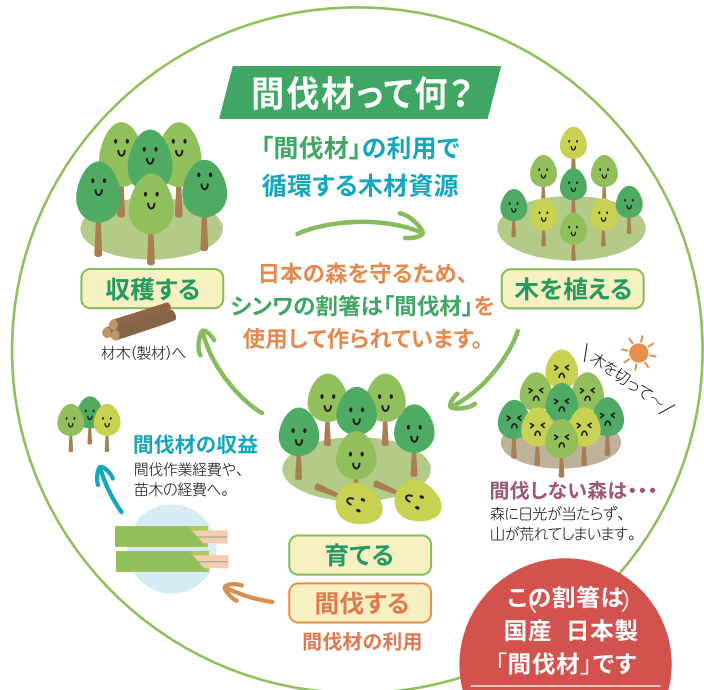 間伐材って何？
「間伐材」の利用で
循環する木材資源
日本の森を守るため、
シンワの割箸は「間伐材」を
使用して作られています。
収穫する
材木(製材)へ
木を植える
木を切って〜
間伐しない森は・・・
森に日光が当たらず、
山が荒れてしまいます。
育てる
間伐する
間伐材の利用
間伐材の収益
間伐作業経費や、
苗木の経費へ。
この割箸は
国産 日本製
「間伐材」です